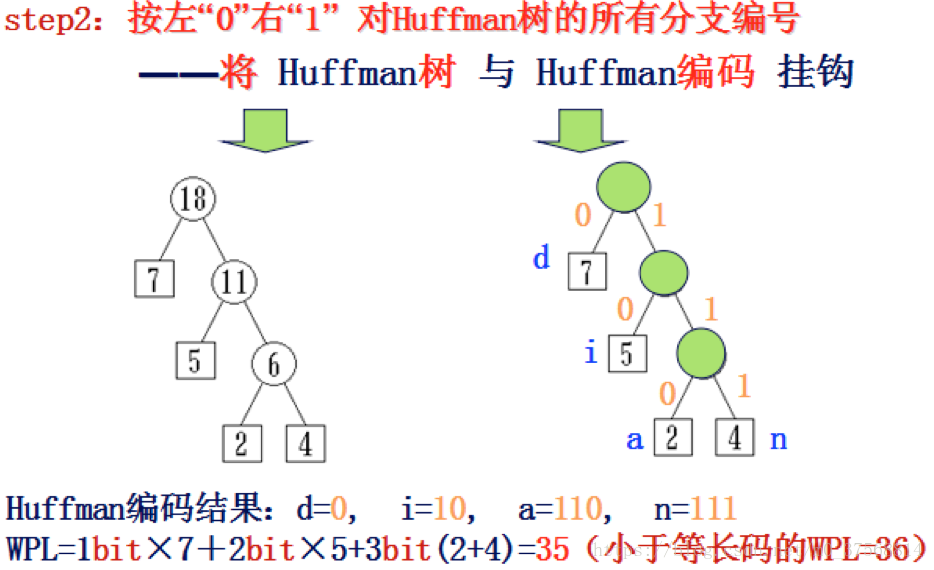 step2：按左“0”右“1” 对Huffman树的所有分支编号
——将 Huffman树 与 Huffman编码 挂钩
18
7
11
5
6
2
4
0
1
d
7
0
1
i
5
0
1
a
2
4
n
Huffman编码结果：d=0, i=10, a=110, n=111
WPL=1bit×7＋2bit×5+3bit(2+4)=35（小于等长码的WPL=36）